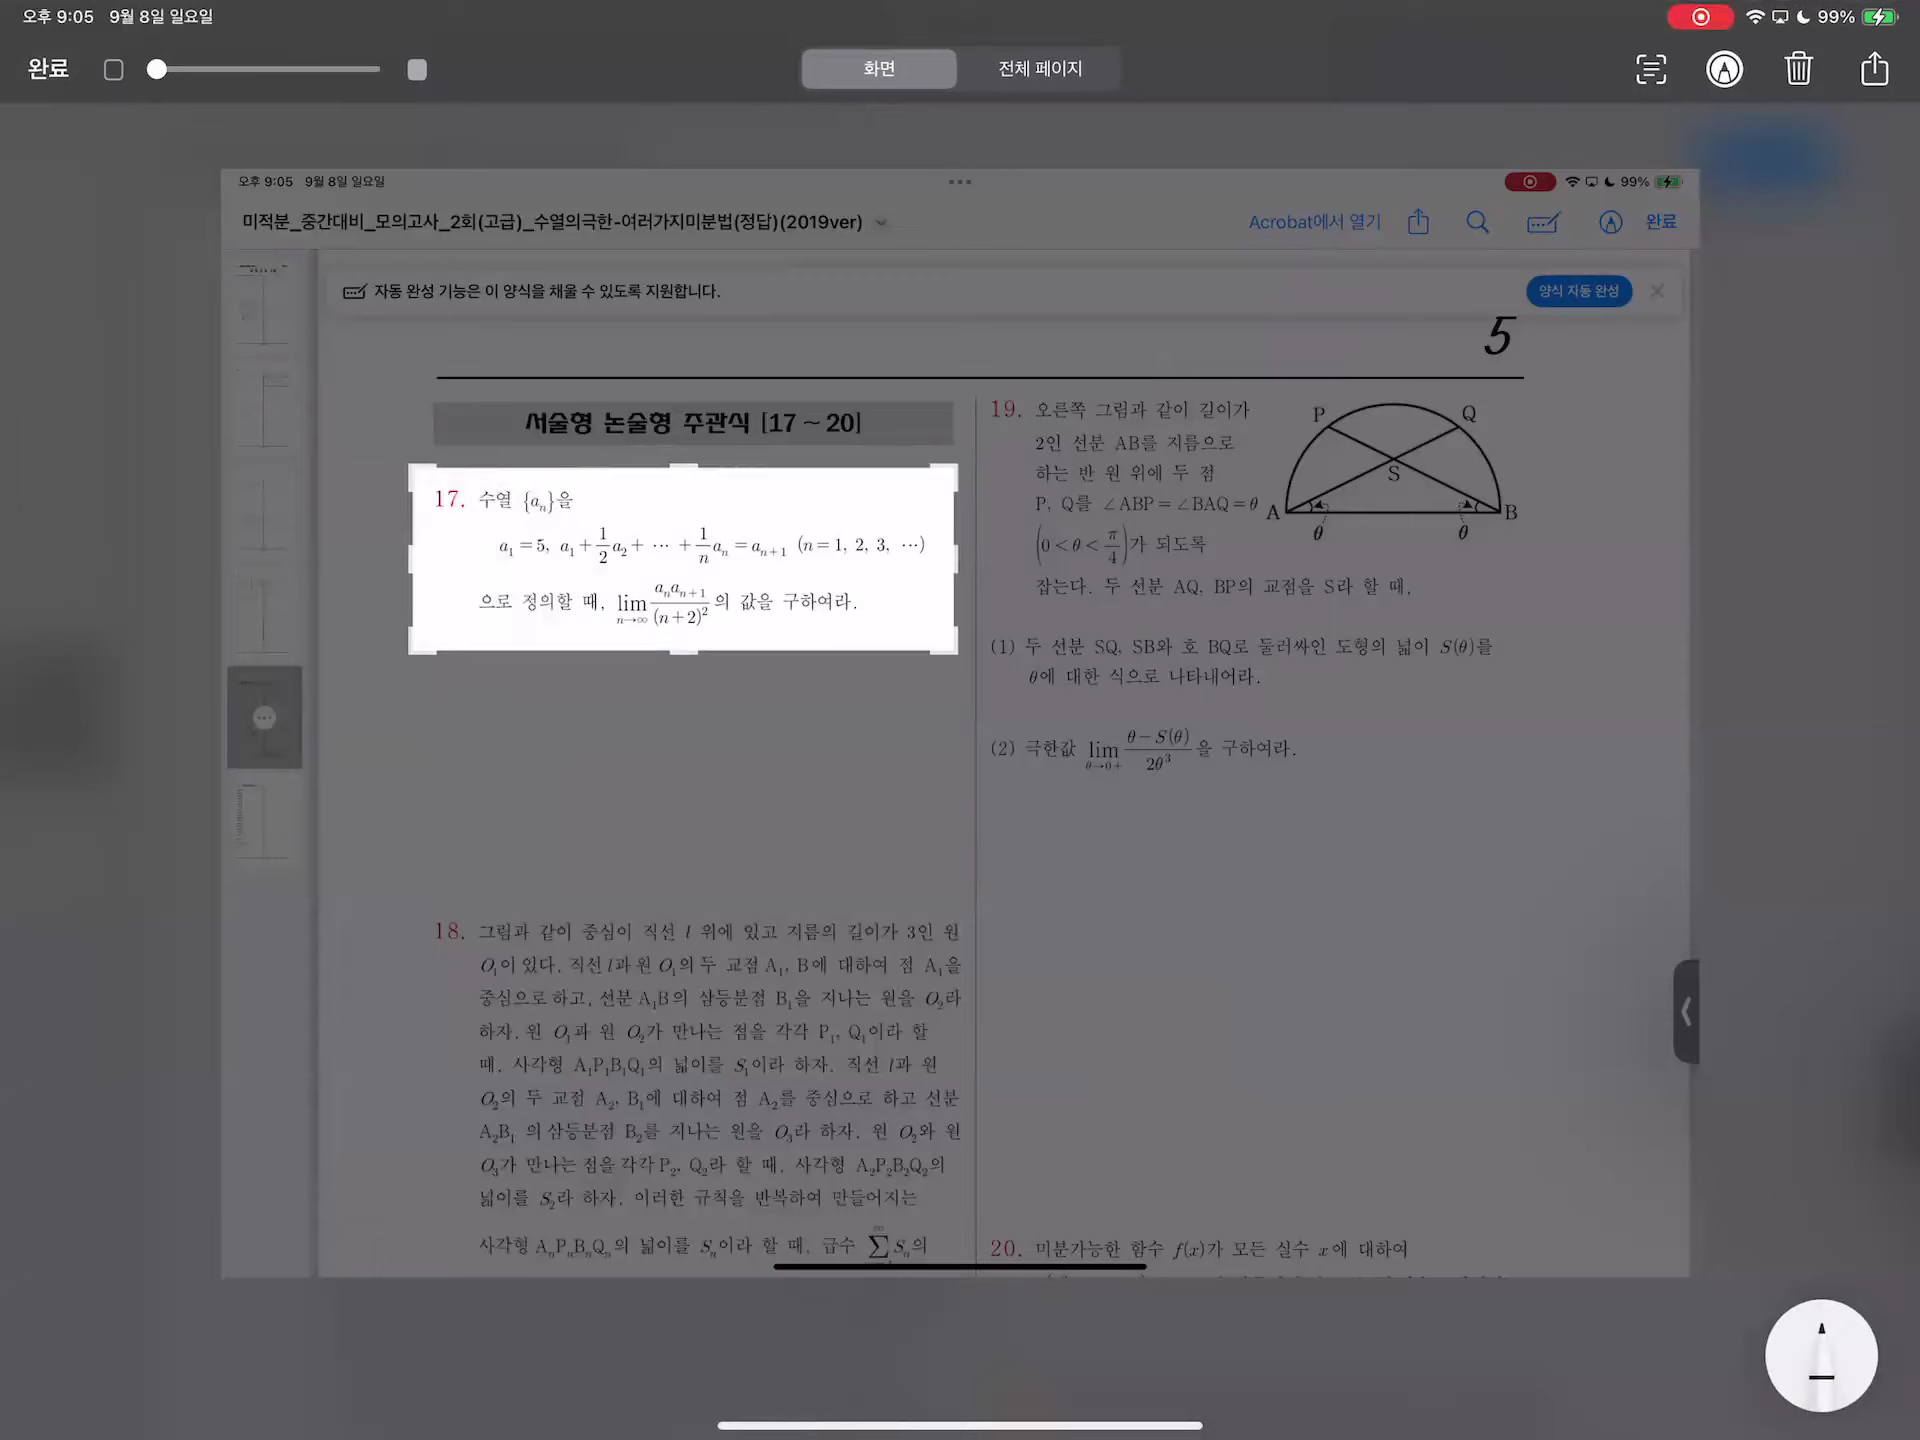 오후 9:05 9월 8일 일요일
99%
완료
화면
전체 페이지
오후 9:05 9월 8일 일요일
99%
미적분_중간대비_모의고사_2회(고급)_수열의극한-여러가지미분법(정답)(2019ver)
Acrobat에서 열기
완료
자동 완성 기능은 이 양식을 채울 수 있도록 지원합니다.
양식 자동 완성
5
서술형 논술형 주관식 [17 ~ 20]
17. 수열 {aₙ}을
a₁ = 5, a₁ + 1/2 a₂ + ⋯ + 1/n aₙ = aₙ₊₁ (n = 1, 2, 3, ⋯)
으로 정의할 때, lim n→∞ aₙaₙ₊₁/(n+2)² 의 값을 구하여라.
18. 그림과 같이 중심이 직선 l 위에 있고 지름의 길이가 3인 원
O₁이 있다. 직선 l과 원 O₁의 두 교점 A₁, B에 대하여 점 A₁을
중심으로 하고, 선분 A₁B의 삼등분점 B₁을 지나는 원을 O₂라
하자. 원 O₁과 원 O₂가 만나는 점을 각각 P₁, Q₁이라 할
때, 사각형 A₁P₁B₁Q₁의 넓이를 S₁이라 하자. 직선 l과 원
O₂의 두 교점 A₂, B₁에 대하여 점 A₂를 중심으로 하고 선분
A₂B₁ 의 삼등분점 B₂를 지나는 원을 O₃라 하자. 원 O₂와 원
O₃가 만나는 점을 각각 P₂, Q₂라 할 때, 사각형 A₂P₂B₂Q₂의
넓이를 S₂라 하자. 이러한 규칙을 반복하여 만들어지는
사각형 AₙPₙBₙQₙ의 넓이를 Sₙ이라 할 때, 급수 ∞ ∑ Sₙ의
19. 오른쪽 그림과 같이 길이가
2인 선분 AB를 지름으로
하는 반 원 위에 두 점
P, Q를 ∠ABP = ∠BAQ = θ
(0 < θ < π/4)가 되도록
잡는다. 두 선분 AQ, BP의 교점을 S라 할 때,
P Q
S
A B
θ θ
(1) 두 선분 SQ, SB와 호 BQ로 둘러싸인 도형의 넓이 S(θ)를
θ에 대한 식으로 나타내어라.
(2) 극한값 lim θ→0+ θ − S(θ)/2θ³ 을 구하여라.
20. 미분가능한 함수 f(x)가 모든 실수 x에 대하여